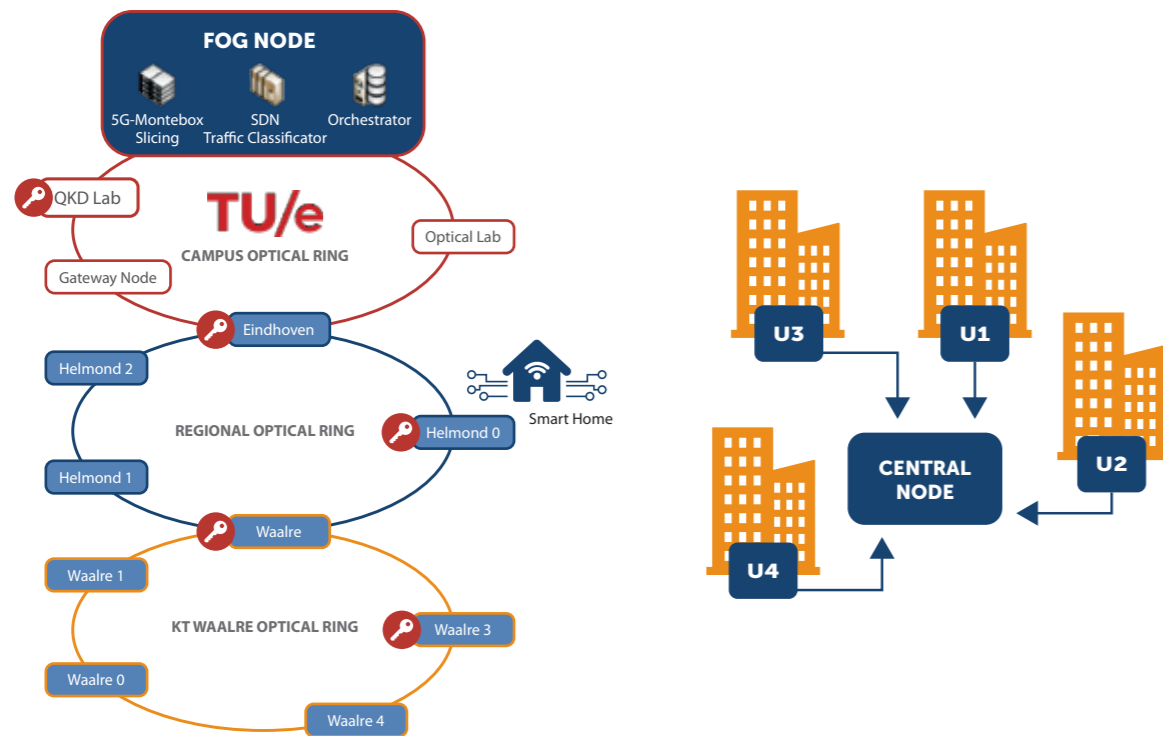 FOG NODE
5G-Montebox
Slicing
SDN
Traffic Classificator
Orchestrator
QKD Lab
TU/e
CAMPUS OPTICAL RING
Optical Lab
Gateway Node
Eindhoven
Helmond 2
Smart Home
REGIONAL OPTICAL RING
Helmond 0
Helmond 1
Waalre
Waalre 1
KT WAALRE OPTICAL RING
Waalre 3
Waalre 0
Waalre 4
U3
U1
U2
CENTRAL
NODE
U4